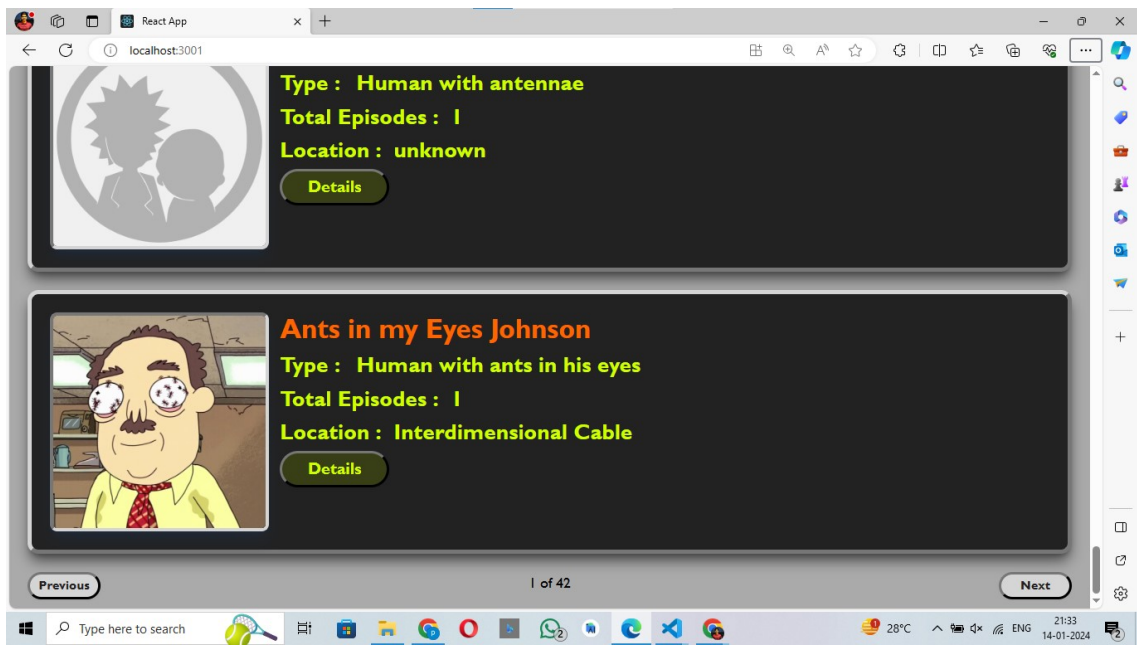 React App
localhost:3001
Type : Human with antennae
Total Episodes : 1
Location : unknown
Details
Ants in my Eyes Johnson
Type : Human with ants in his eyes
Total Episodes : 1
Location : Interdimensional Cable
Details
Previous
1 of 42
Next
Type here to search
28°C
ENG
21:33
14-01-2024
2